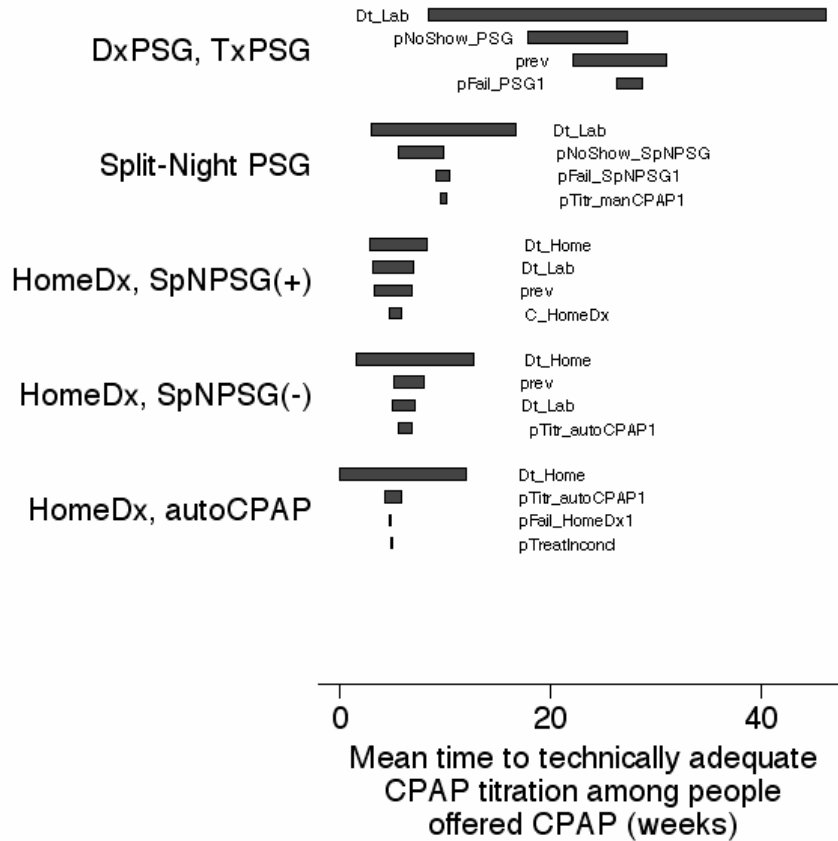 Dt_Lab
DxPSG, TxPSG
pNoShow_PSG
prev
pFail_PSG1
Dt_Lab
Split-Night PSG
pNoShow_SpNPSG
pFail_SpNPSG1
pTitr_manCPAP1
Dt_Home
HomeDx, SpNPSG(+)
Dt_Lab
prev
C_HomeDx
Dt_Home
HomeDx, SpNPSG(-)
prev
Dt_Lab
pTitr_autoCPAP1
Dt_Home
HomeDx, autoCPAP
pTitr_autoCPAP1
pFail_HomeDx1
pTreatIncond
0 20 40
Mean time to technically adequate
CPAP titration among people
offered CPAP (weeks)